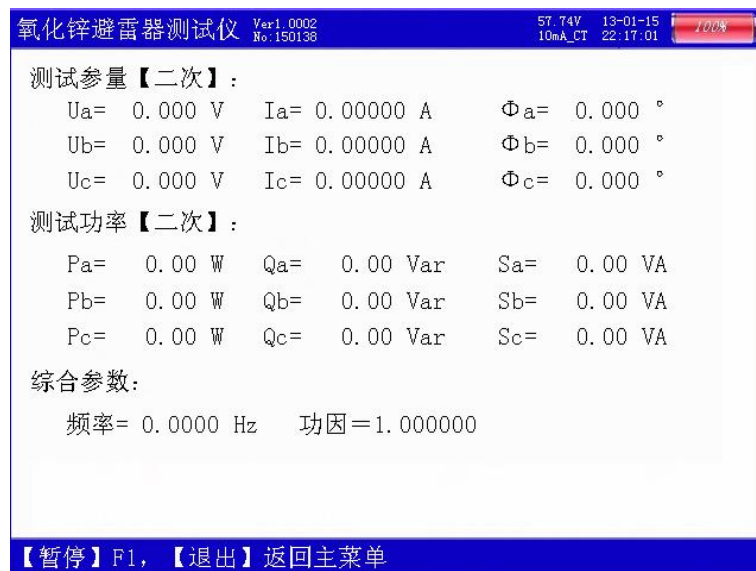 氧化锌避雷器测试仪 Ver1.0002 57.74V 13-01-15 100%
No:150138 10mA_CT 22:17:01
测试参量【二次】:
Ua= 0.000 V Ia= 0.00000 A Φa= 0.000 °
Ub= 0.000 V Ib= 0.00000 A Φb= 0.000 °
Uc= 0.000 V Ic= 0.00000 A Φc= 0.000 °
测试功率【二次】:
Pa= 0.00 W Qa= 0.00 Var Sa= 0.00 VA
Pb= 0.00 W Qb= 0.00 Var Sb= 0.00 VA
Pc= 0.00 W Qc= 0.00 Var Sc= 0.00 VA
综合参数:
频率= 0.0000 Hz 功因＝1.000000
【暂停】F1, 【退出】返回主菜单